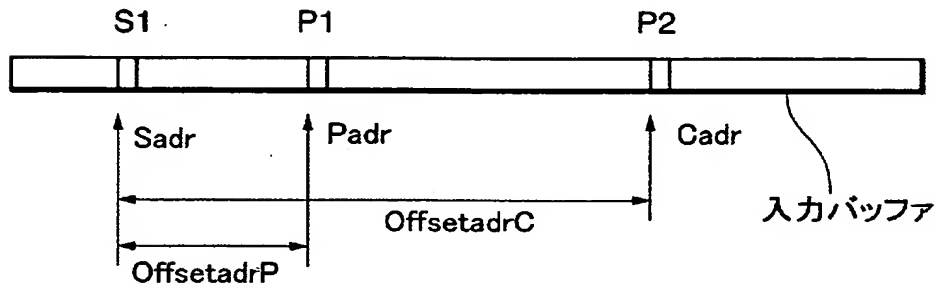 S1 P1 P2
Sadr Padr Cadr
OffsetadrC 入力バッファ
OffsetadrP